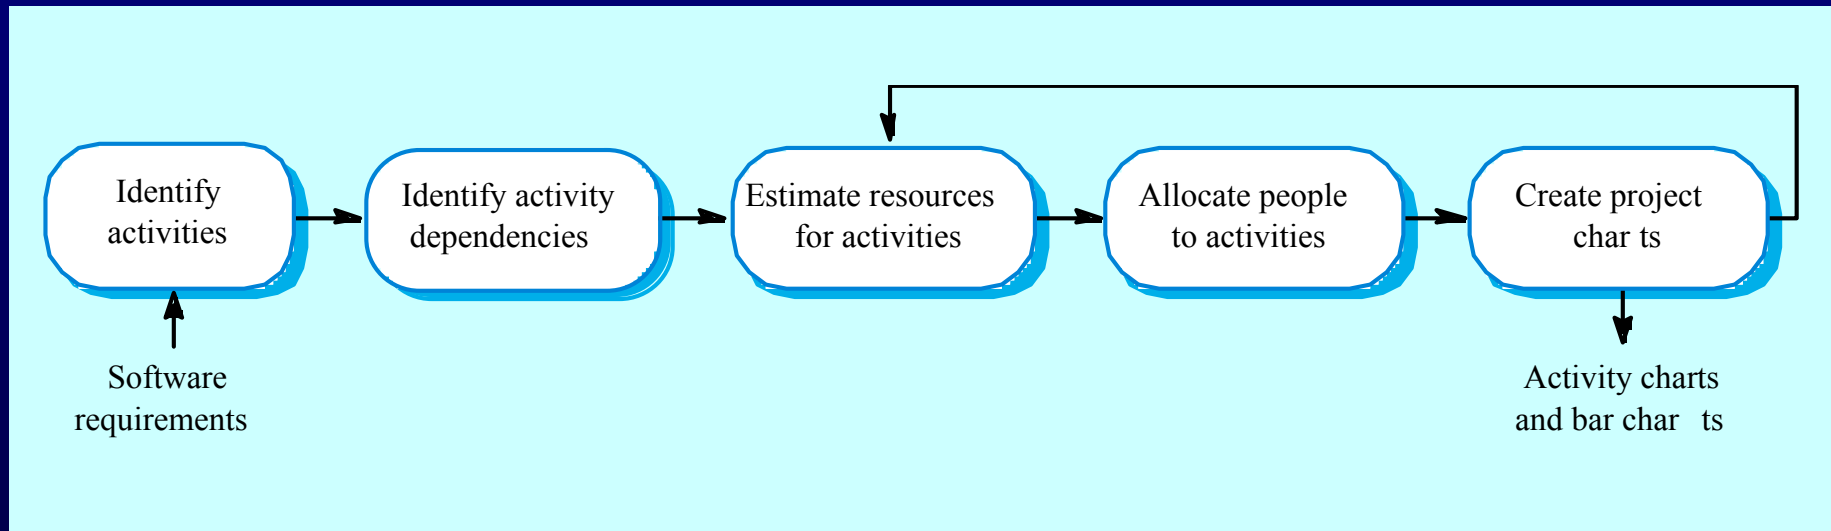 Identify
activities
Identify activity
dependencies
Estimate resources
for activities
Allocate people
to activities
Create project
char ts
Software
requirements
Activity charts
and bar char ts